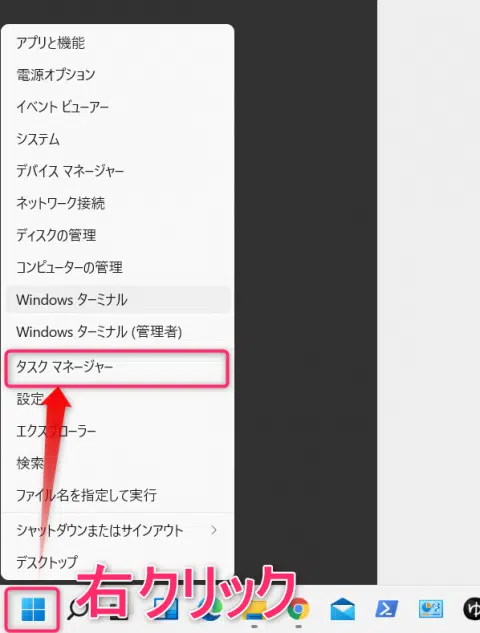 アプリと機能
電源オプション
イベント ビューアー
システム
デバイス マネージャー
ネットワーク接続
ディスクの管理
コンピューターの管理
Windows ターミナル
Windows ターミナル (管理者)
タスク マネージャー
設定
エクスプローラー
検索
ファイル名を指定して実行
シャットダウンまたはサインアウト
デスクトップ
右クリック
ゆ